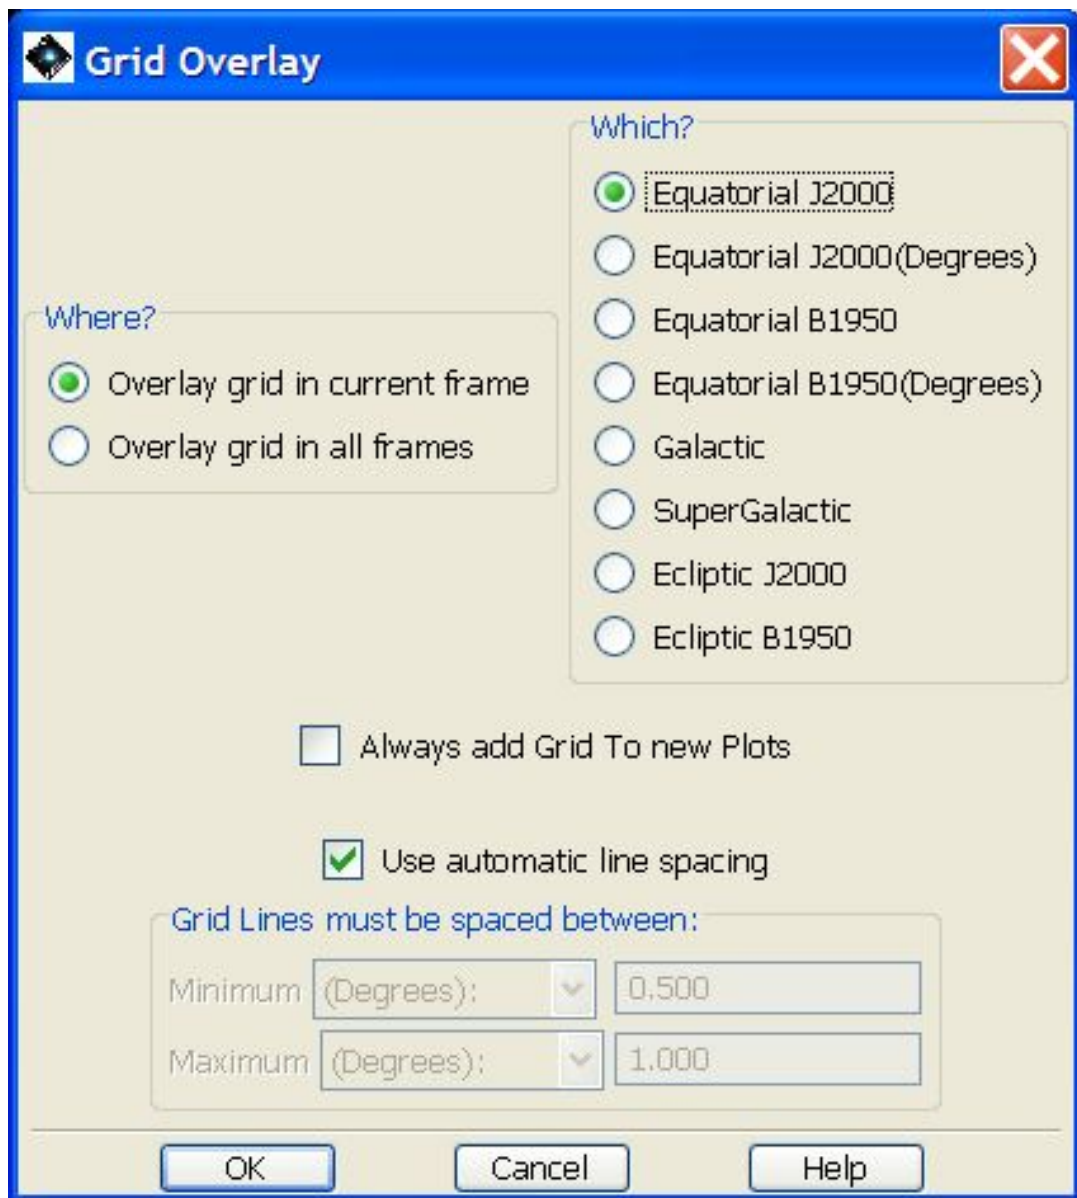 Grid Overlay
Which?
Equatorial J2000
Equatorial J2000(Degrees)
Equatorial B1950
Equatorial B1950(Degrees)
Galactic
SuperGalactic
Ecliptic J2000
Ecliptic B1950
Where?
Overlay grid in current frame
Overlay grid in all frames
Always add Grid To new Plots
Use automatic line spacing
Grid Lines must be spaced between:
Minimum (Degrees): 0.500
Maximum (Degrees): 1.000
OK Cancel Help